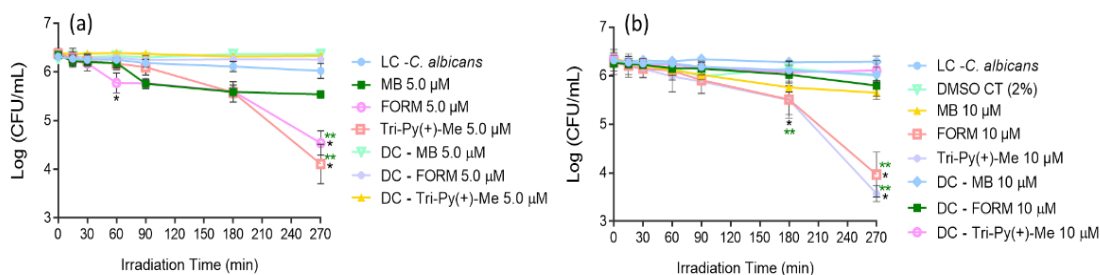 (a)
Log (CFU/mL)
7
6
5
4
3
0 30 60 90 120 150 180 210 240 270
Irradiation Time (min)
*
**
*
**
*
LC -C. albicans
MB 5.0 µM
FORM 5.0 µM
Tri-Py(+)-Me 5.0 µM
DC - MB 5.0 µM
DC - FORM 5.0 µM
DC - Tri-Py(+)-Me 5.0 µM
(b)
Log (CFU/mL)
7
6
5
4
3
0 30 60 90 120 150 180 210 240 270
Irradiation Time (min)
*
**
**
*
**
*
LC -C. albicans
DMSO CT (2%)
MB 10 µM
FORM 10 µM
Tri-Py(+)-Me 10 µM
DC - MB 10 µM
DC - FORM 10 µM
DC - Tri-Py(+)-Me 10 µM